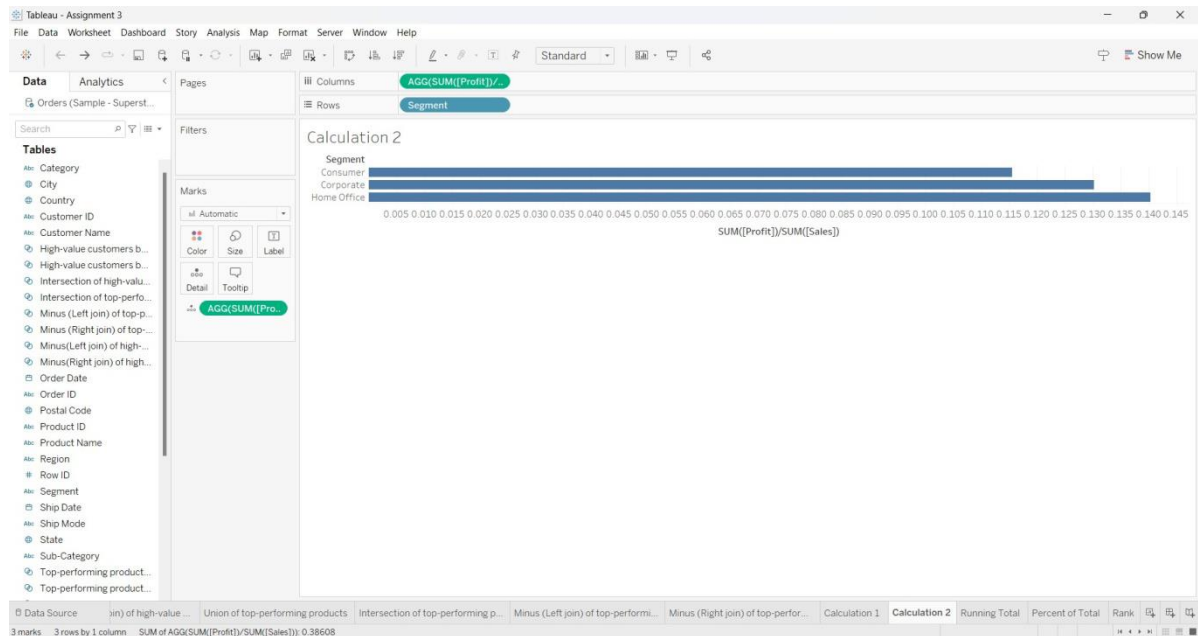 Tableau - Assignment 3
File Data Worksheet Dashboard Story Analysis Map Format Server Window Help
Standard
Show Me
Data Analytics
Pages
Columns
AGG(SUM([Profit])/..
Orders (Sample - Superst...
Rows
Segment
Search
Filters
Calculation 2
Tables
Abc Category
City
Country
Abc Customer ID
Abc Customer Name
High-value customers b...
High-value customers b...
Intersection of high-valu...
Intersection of top-perfo...
Minus (Left join) of top-p...
Minus (Right join) of top-...
Minus(Left join) of high-...
Minus(Right join) of high...
Order Date
Abc Order ID
Postal Code
Abc Product ID
Abc Product Name
Abc Region
# Row ID
Abc Segment
Ship Date
Abc Ship Mode
State
Abc Sub-Category
Top-performing product...
Top-performing product...
Marks
Automatic
Color Size Label
Detail Tooltip
AGG(SUM([Pro..
Segment
Consumer
Corporate
Home Office
0.005 0.010 0.015 0.020 0.025 0.030 0.035 0.040 0.045 0.050 0.055 0.060 0.065 0.070 0.075 0.080 0.085 0.090 0.095 0.100 0.105 0.110 0.115 0.120 0.125 0.130 0.135 0.140 0.145
SUM([Profit])/SUM([Sales])
Data Source oin) of high-value ... Union of top-performing products Intersection of top-performing p... Minus (Left join) of top-performi... Minus (Right join) of top-perfor... Calculation 1 Calculation 2 Running Total Percent of Total Rank
3 marks 3 rows by 1 column SUM of AGG(SUM([Profit])/SUM([Sales])): 0.38608